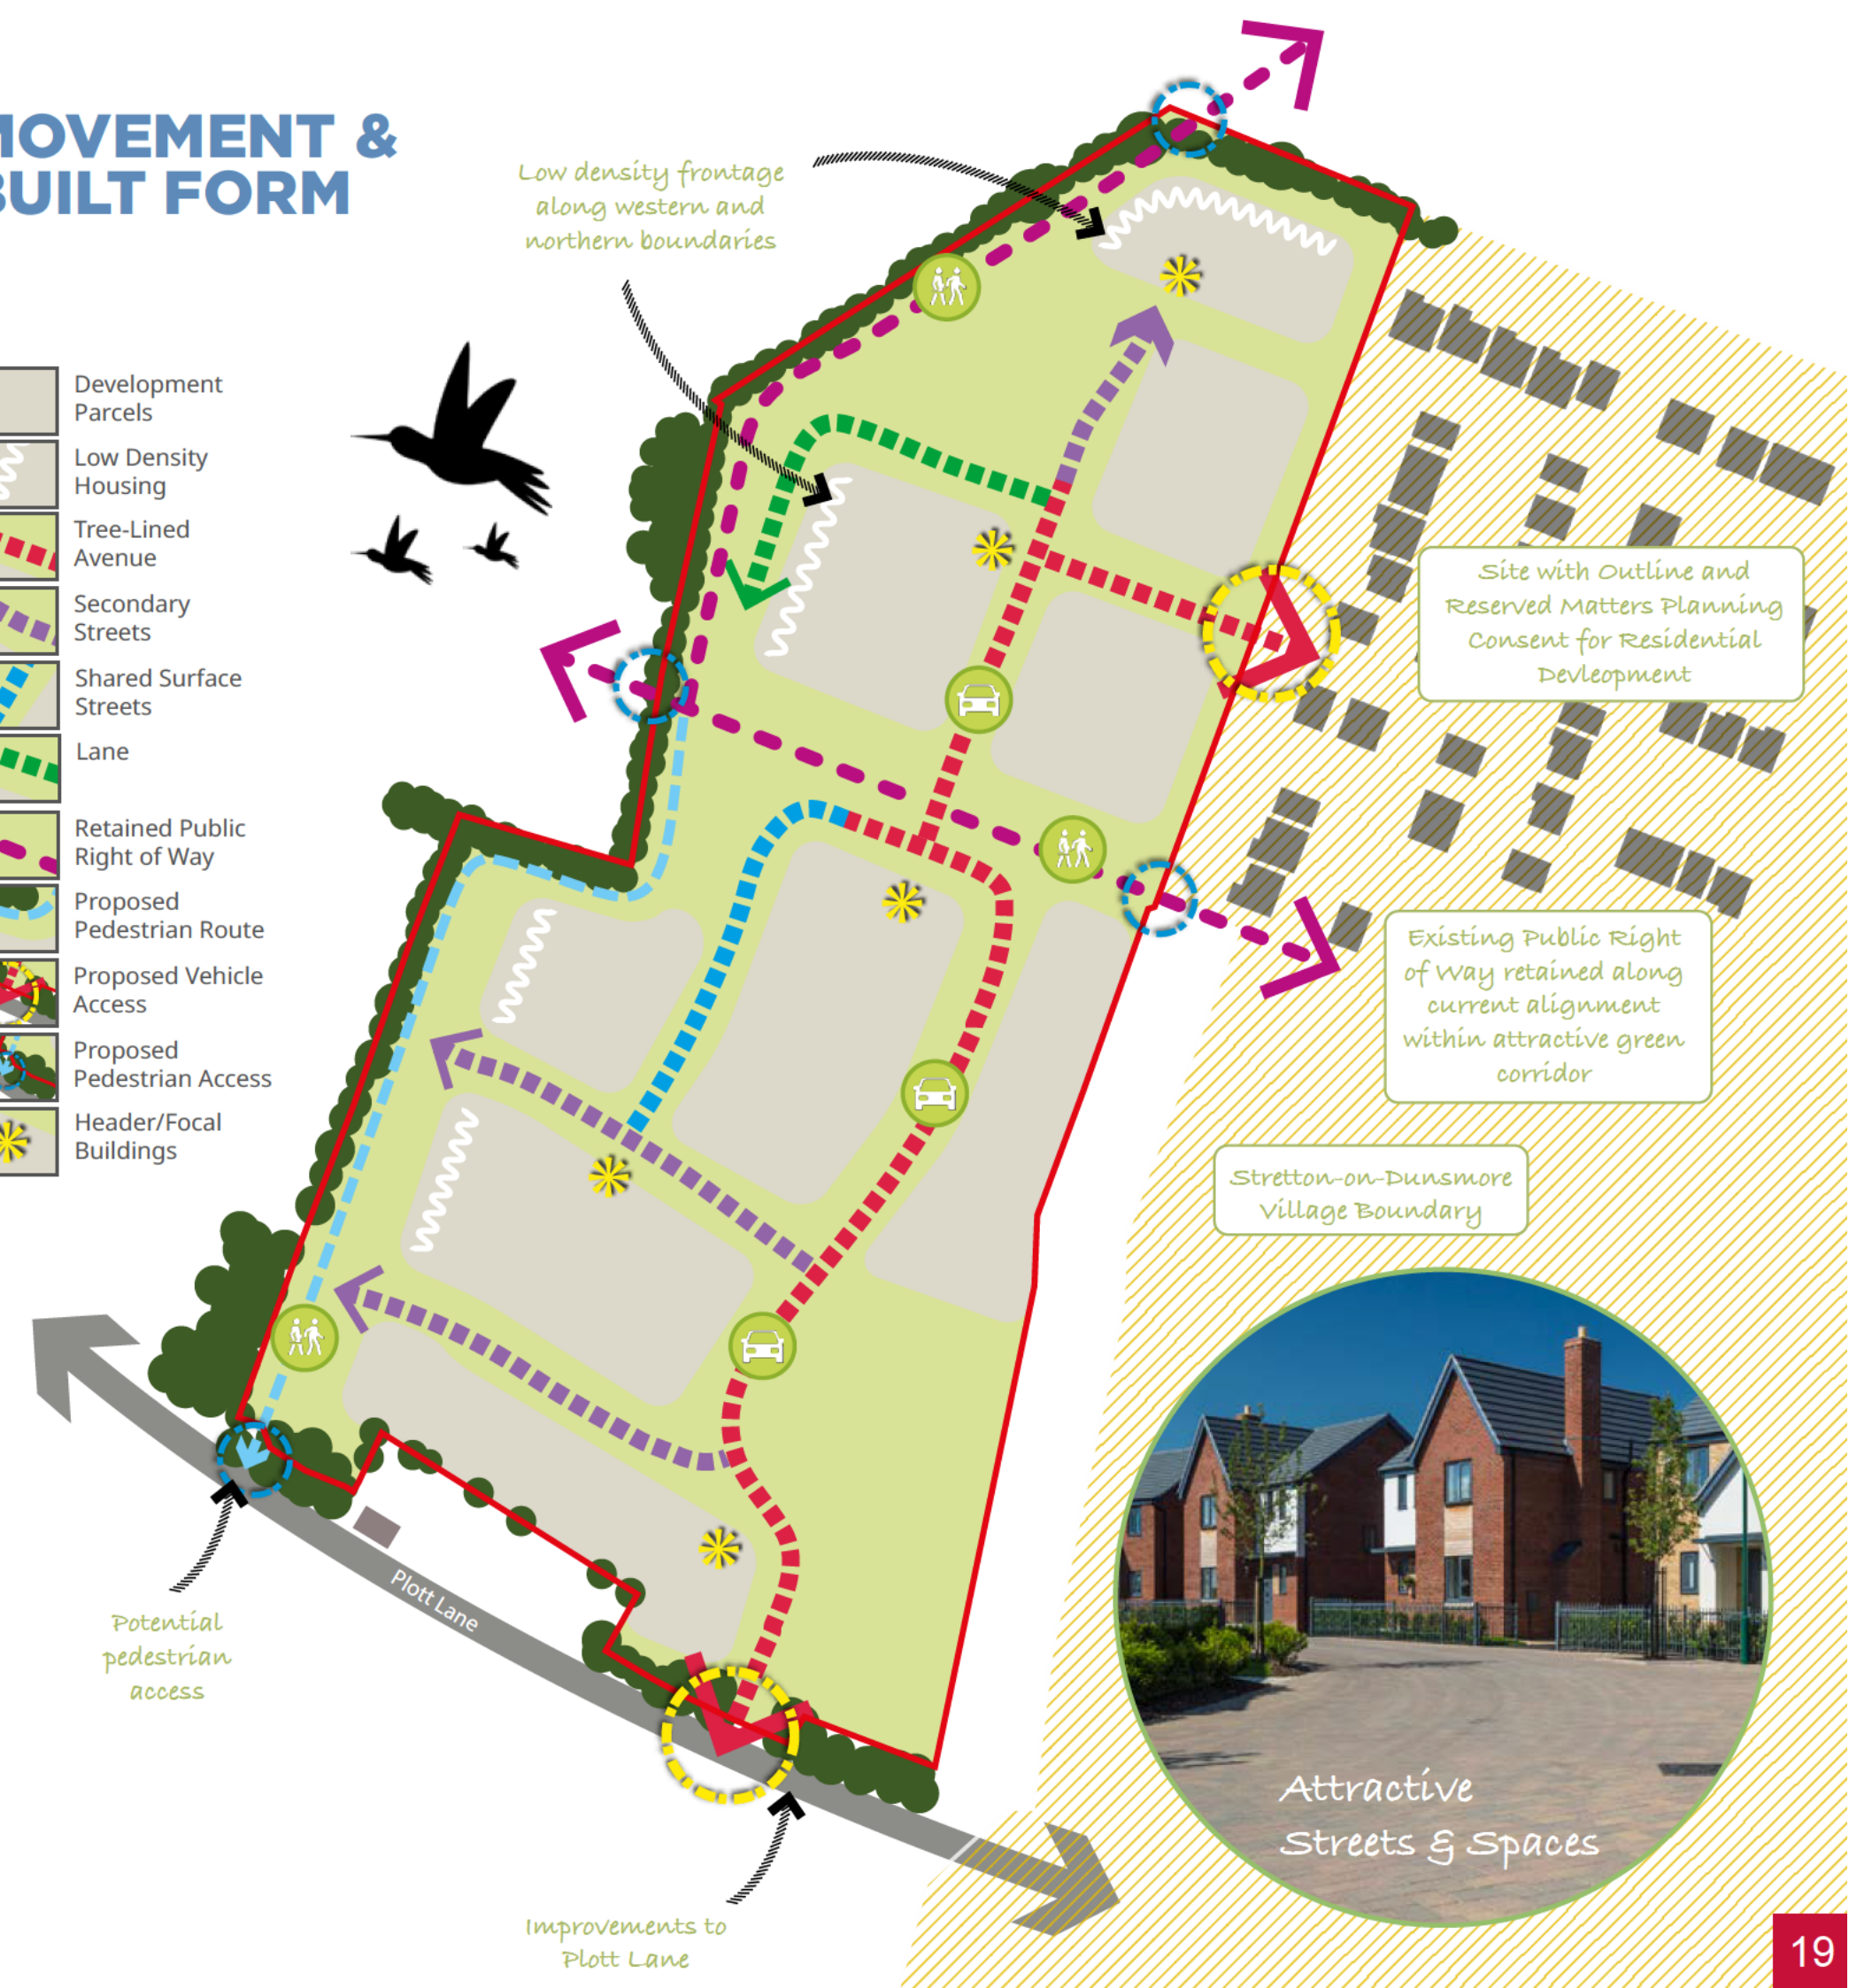 MOVEMENT &
BUILT FORM
Low density frontage
along western and
northern boundaries
Development
Parcels
Low Density
Housing
Tree-Lined
Avenue
Secondary
Streets
Shared Surface
Streets
Lane
Retained Public
Right of Way
Proposed
Pedestrian Route
Proposed Vehicle
Access
Proposed
Pedestrian Access
Header/Focal
Buildings
Site with Outline and
Reserved Matters Planning
Consent for Residential
Devleopment
Existing Public Right
of Way retained along
current alignment
within attractive green
corridor
Stretton-on-Dunsmore
Village Boundary
Plott Lane
Potential
pedestrian
access
Improvements to
Plott Lane
Attractive
Streets & Spaces
19